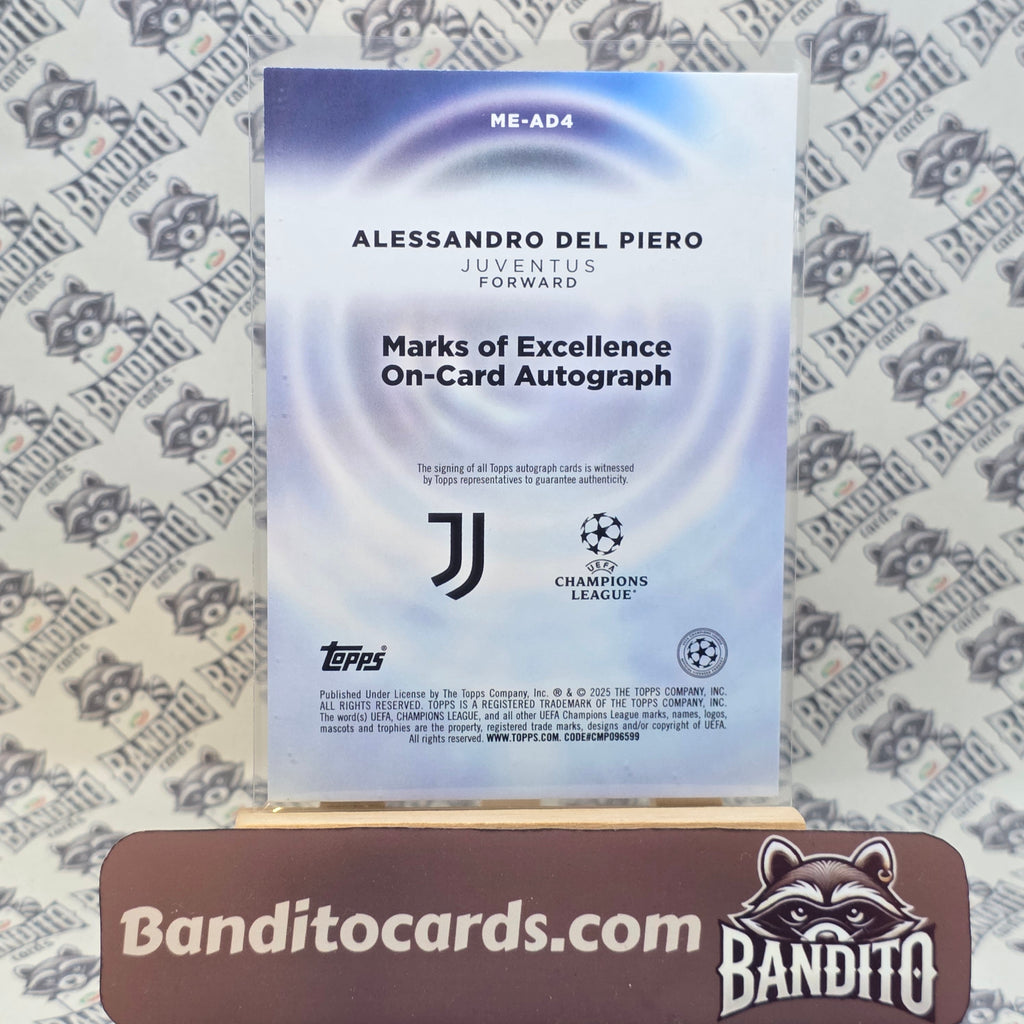 ME-AD4
ALESSANDRO DEL PIERO
JUVENTUS
FORWARD
Marks of Excellence
On-Card Autograph
The signing of all Topps autograph cards is witnessed
by Topps representatives to guarantee authenticity.
UEFA
CHAMPIONS
LEAGUE®
Topps®
Published Under License by The Topps Company, Inc. ® & © 2025 THE TOPPS COMPANY, INC.
ALL RIGHTS RESERVED. TOPPS IS A REGISTERED TRADEMARK OF THE TOPPS COMPANY, INC.
The word(s) UEFA, CHAMPIONS LEAGUE, and all other UEFA Champions League marks, names, logos,
mascots and trophies are the property, registered trade marks, designs and/or copyright of UEFA.
All rights reserved. WWW.TOPPS.COM. CODE#CMP096599
Banditocards.com
BANDITO
BANDITO
cards